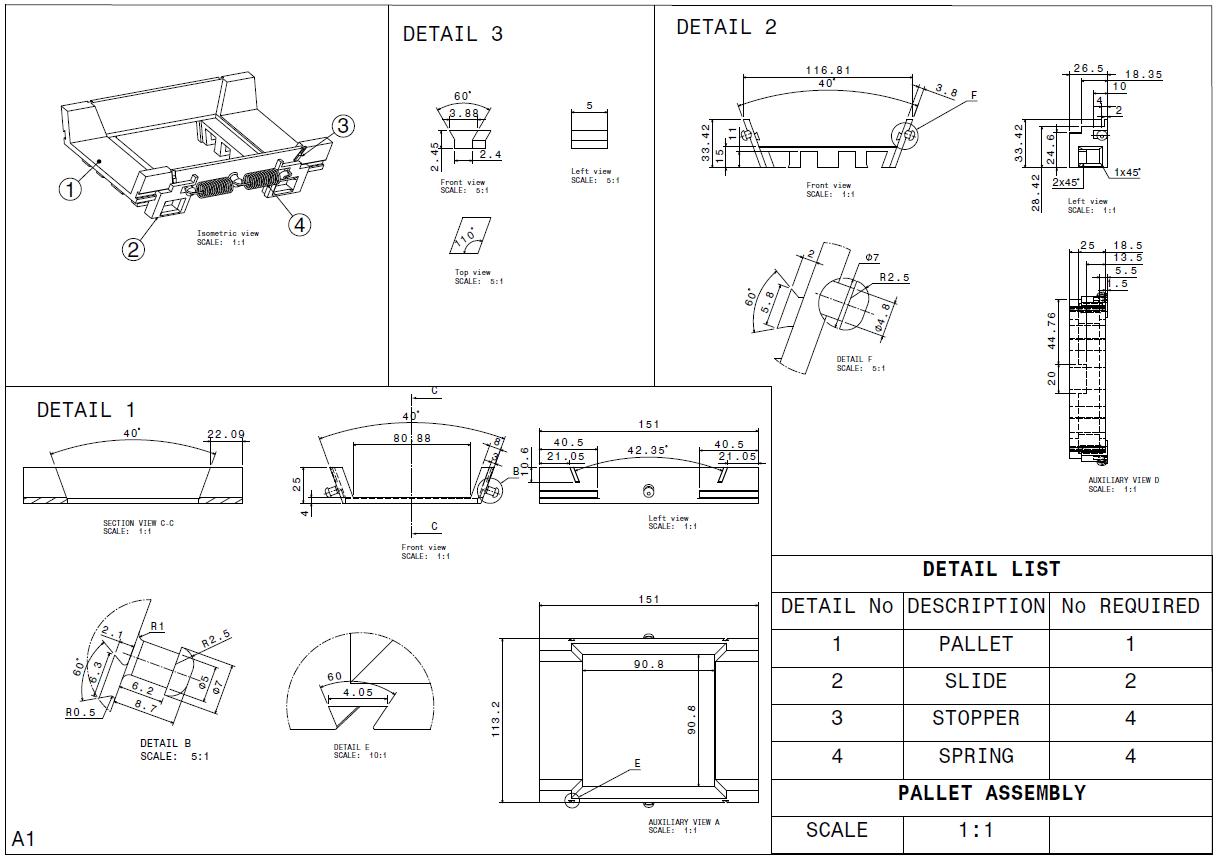 1
2
3
4
Isometric view
SCALE: 1:1
DETAIL 3
60°
3.88
2.45
2.4
Front view
SCALE: 5:1
5
Left view
SCALE: 5:1
110°
Top view
SCALE: 5:1
DETAIL 2
116.81
40°
3.8
F
33.42
11
15
Front view
SCALE: 1:1
26.5
18.35
10
4
2
33.42
24.6
28.42
2x45°
1x45°
Left view
SCALE: 1:1
2
Φ7
R2.5
60°
5.8
Φ4.8
DETAIL F
SCALE: 5:1
25
18.5
13.5
5.5
1.5
44.76
20
AUXILIARY VIEW D
SCALE: 1:1
DETAIL 1
40°
22.09
SECTION VIEW C-C
SCALE: 1:1
C
40°
80.88
8
3
B
25
4
C
Front view
SCALE: 1:1
151
40.5
40.5
21.05
42.35°
21.05
10.6
Left view
SCALE: 1:1
2.1
R1
R2.5
60°
6.3
6.2
8.7
Φ5
Φ7
R0.5
DETAIL B
SCALE: 5:1
60
4.05
DETAIL E
SCALE: 10:1
151
90.8
113.2
90.8
E
AUXILIARY VIEW A
SCALE: 1:1
DETAIL LIST
DETAIL No DESCRIPTION No REQUIRED
1 PALLET 1
2 SLIDE 2
3 STOPPER 4
4 SPRING 4
PALLET ASSEMBLY
SCALE 1:1
A1